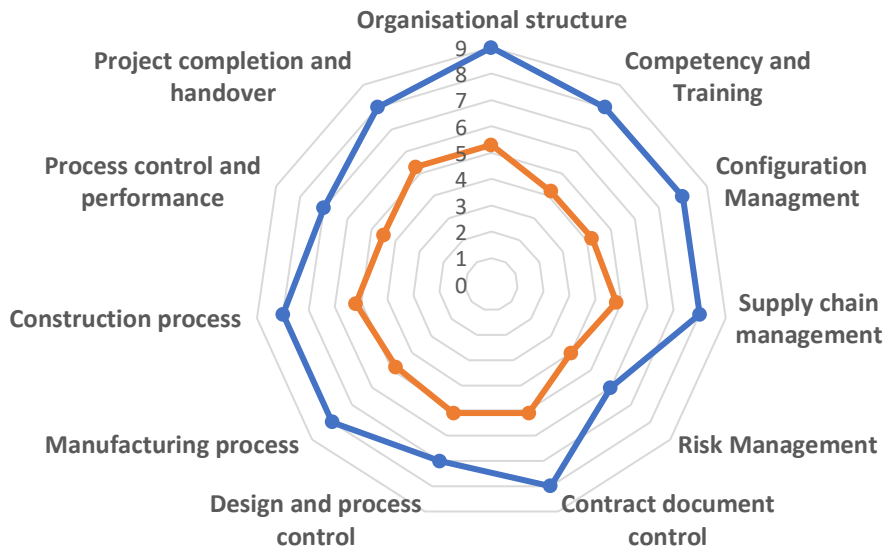 Organisational structure
Competency and
Training
Configuration
Managment
Supply chain
management
Risk Management
Contract document
control
Design and process
control
Manufacturing process
Construction process
Process control and
performance
Project completion and
handover
9
8
7
6
5
4
3
2
1
0